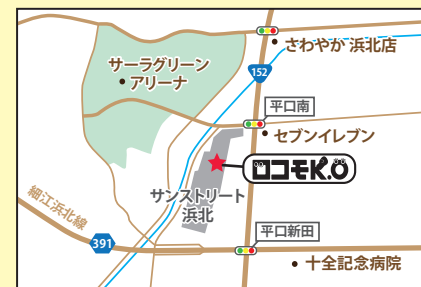 さわやか 浜北店
サーラグリーン
アリーナ
152
平口南
セブンイレブン
ロコモK.O
サンストリート
浜北
細江浜北線
平口新田
391
十全記念病院